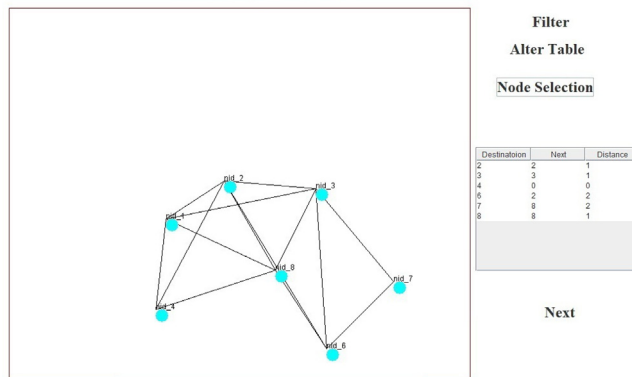 Filter
Alter Table
Node Selection
nid_2
nid_3
nid_1
nid_8
nid_7
nid_4
nid_6
Destinatoion Next Distance
2 2 1
3 3 1
4 0 0
6 2 2
7 8 2
8 8 1
Next